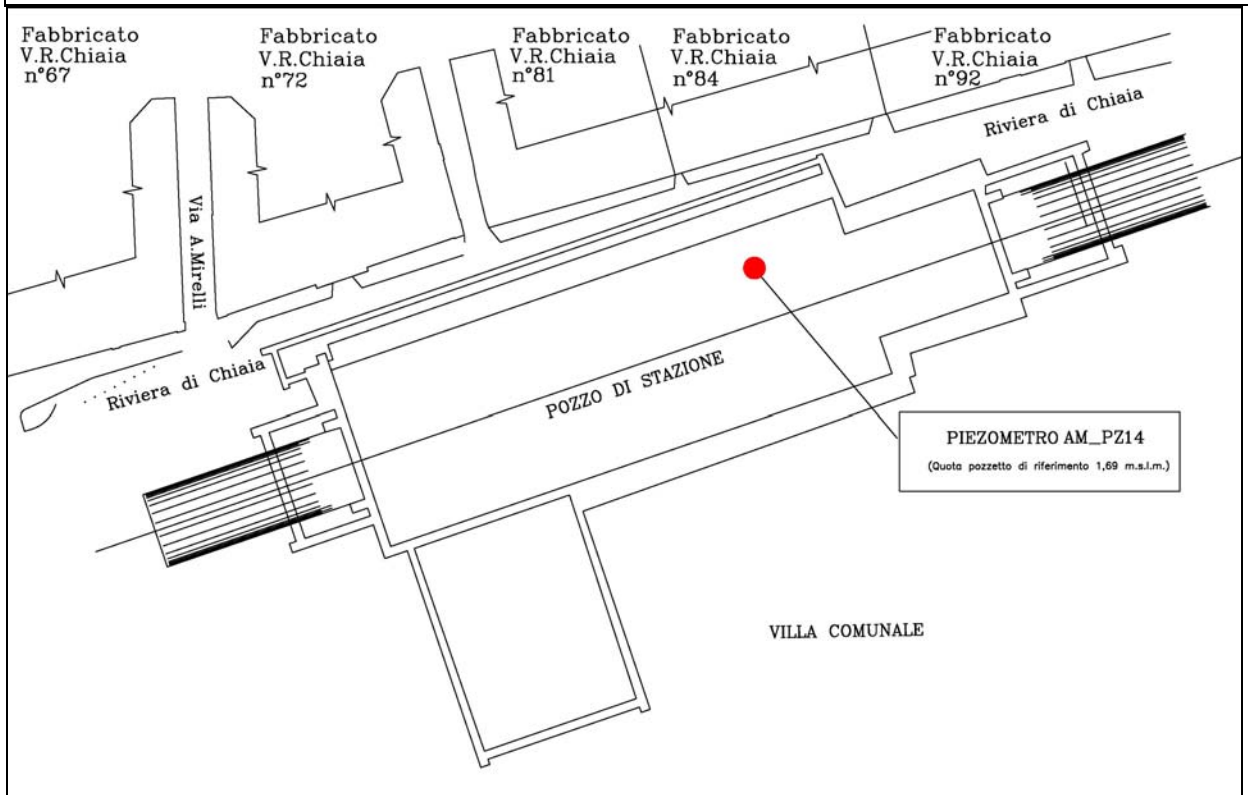 Fabbricato
V.R.Chiaia
n°67
Fabbricato
V.R.Chiaia
n°72
Fabbricato
V.R.Chiaia
n°81
Fabbricato
V.R.Chiaia
n°84
Fabbricato
V.R.Chiaia
n°92
Riviera di Chiaia
Via A.Mirelli
Riviera di Chiaia
POZZO DI STAZIONE
PIEZOMETRO AM_PZ14
(Quota pozzetto di riferimento 1,69 m.s.l.m.)
VILLA COMUNALE